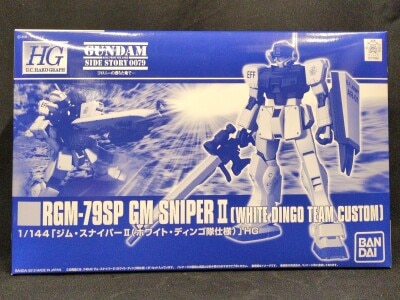 HG
U.C. HARD GRAPH
GUNDAM
SIDE STORY 0079
EFF
RGM-79SP GM SNIPER II (WHITE DINGO TEAM CUSTOM)
1/144「ジム・スナイパーII(ホワイト・ディンゴ隊仕様)」HG
BAN
DAI